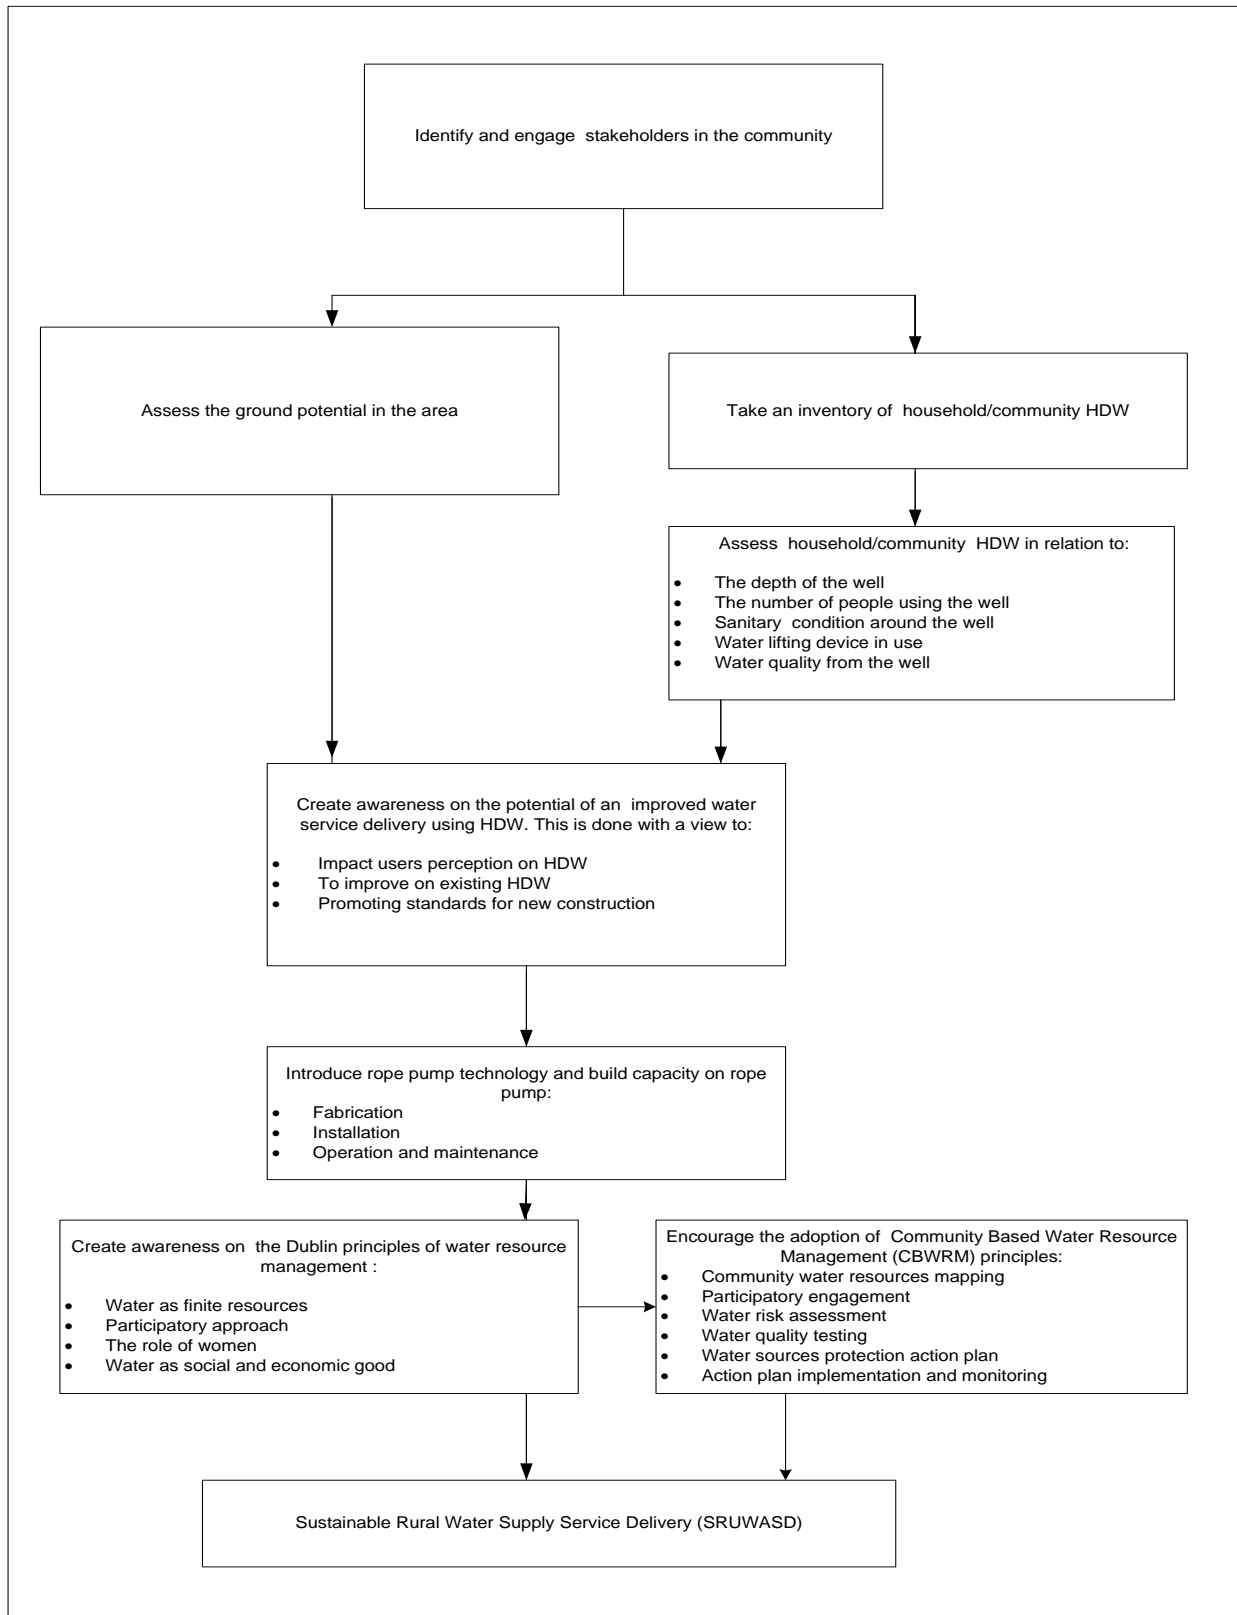 Identify and engage stakeholders in the community
Assess the ground potential in the area
Take an inventory of household/community HDW
Assess household/community HDW in relation to:
• The depth of the well
• The number of people using the well
• Sanitary condition around the well
• Water lifting device in use
• Water quality from the well
Create awareness on the potential of an improved water
service delivery using HDW. This is done with a view to:
• Impact users perception on HDW
• To improve on existing HDW
• Promoting standards for new construction
Introduce rope pump technology and build capacity on rope
pump:
• Fabrication
• Installation
• Operation and maintenance
Create awareness on the Dublin principles of water resource
management :
• Water as finite resources
• Participatory approach
• The role of women
• Water as social and economic good
Encourage the adoption of Community Based Water Resource
Management (CBWRM) principles:
• Community water resources mapping
• Participatory engagement
• Water risk assessment
• Water quality testing
• Water sources protection action plan
• Action plan implementation and monitoring
Sustainable Rural Water Supply Service Delivery (SRUWASD)